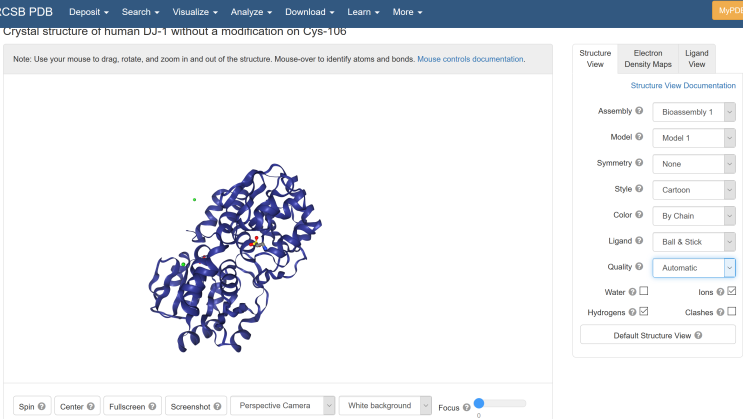 RCSB PDB Deposit Search Visualize Analyze Download Learn More MyPDB
Crystal structure of human DJ-1 without a modification on Cys-106
Note: Use your mouse to drag, rotate, and zoom in and out of the structure. Mouse-over to identify atoms and bonds. Mouse controls documentation.
Structure View
Electron Density Maps
Ligand View
Structure View Documentation
Assembly ? Bioassembly 1
Model ? Model 1
Symmetry ? None
Style ? Cartoon
Color ? By Chain
Ligand ? Ball & Stick
Quality ? Automatic
Water ? Ions ?
Hydrogens ? Clashes ?
Default Structure View ?
Spin ? Center ? Fullscreen ? Screenshot ? Perspective Camera White background Focus ?
0